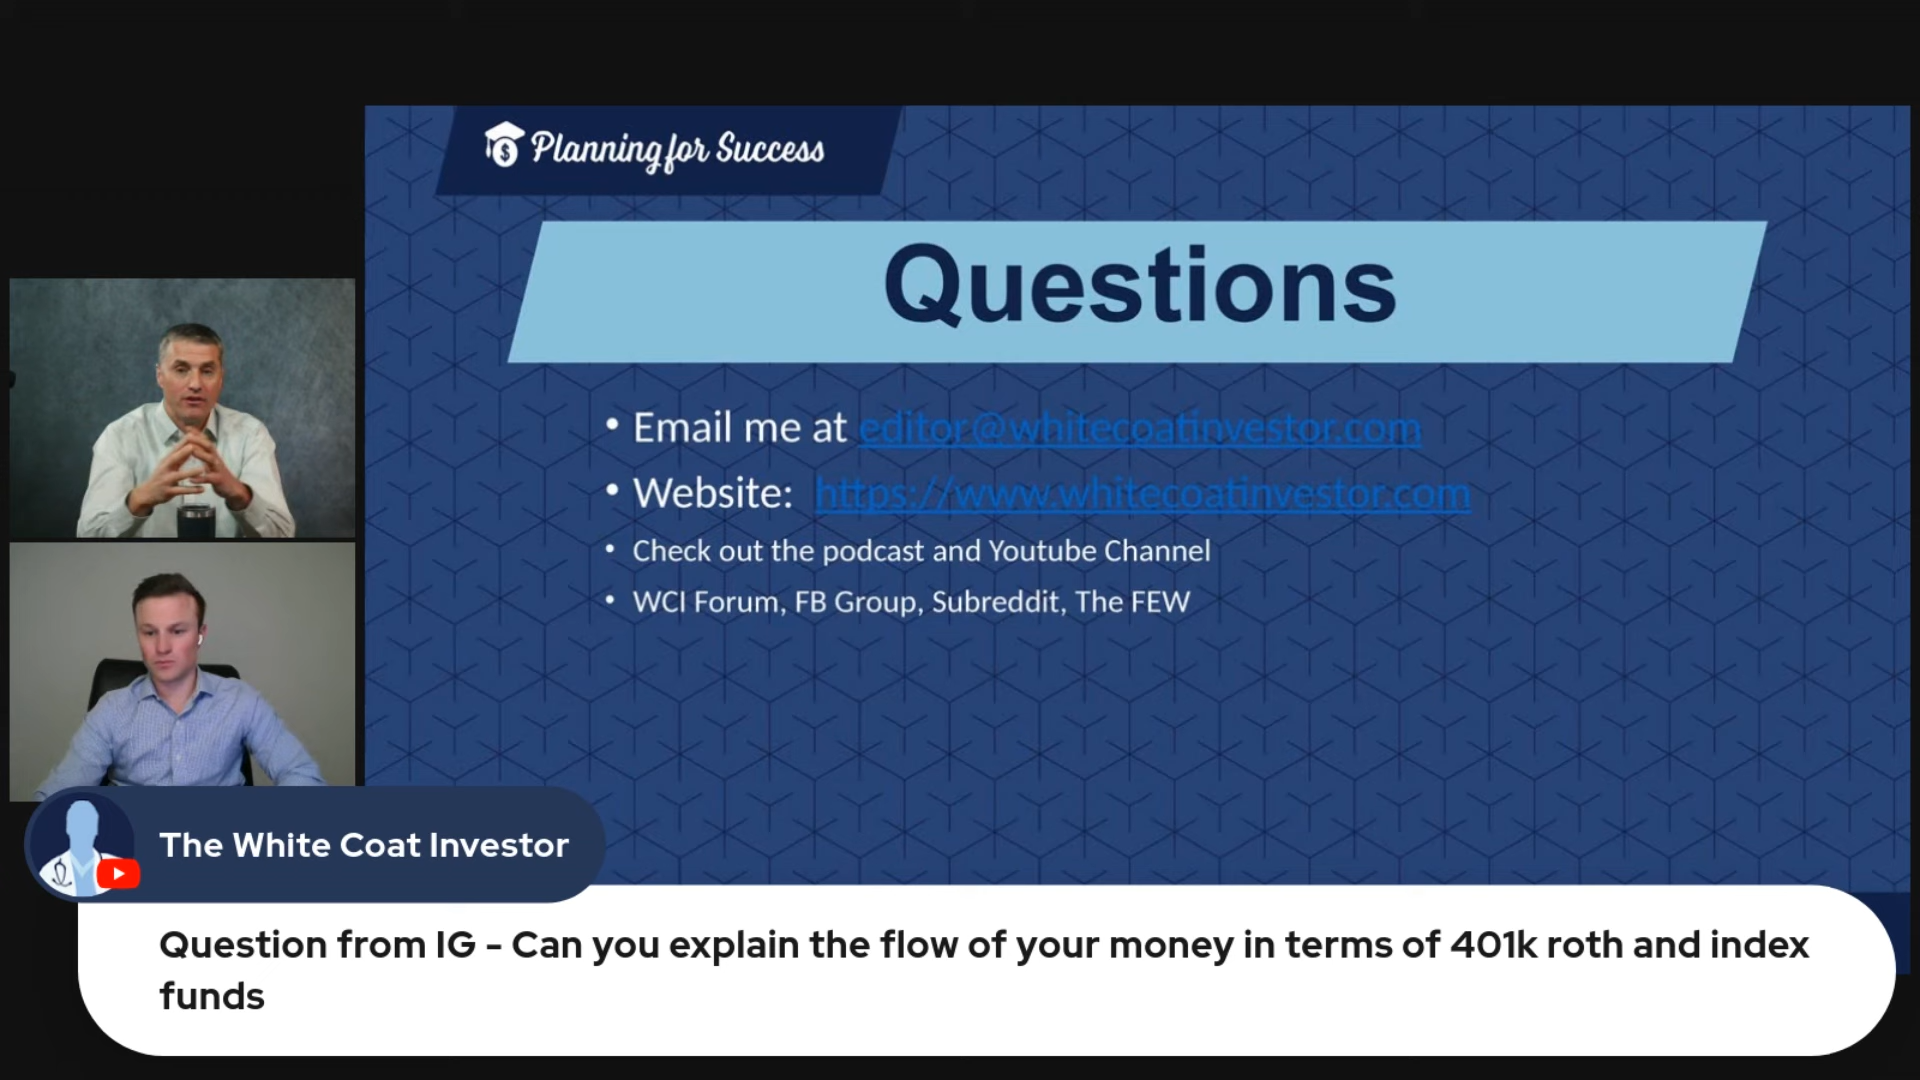 Planning for Success
Questions
• Email me at editor@whitecoatinvestor.com
• Website: https://www.whitecoatinvestor.com
• Check out the podcast and Youtube Channel
• WCI Forum, FB Group, Subreddit, The FEW
The White Coat Investor
Question from IG - Can you explain the flow of your money in terms of 401k roth and index
funds